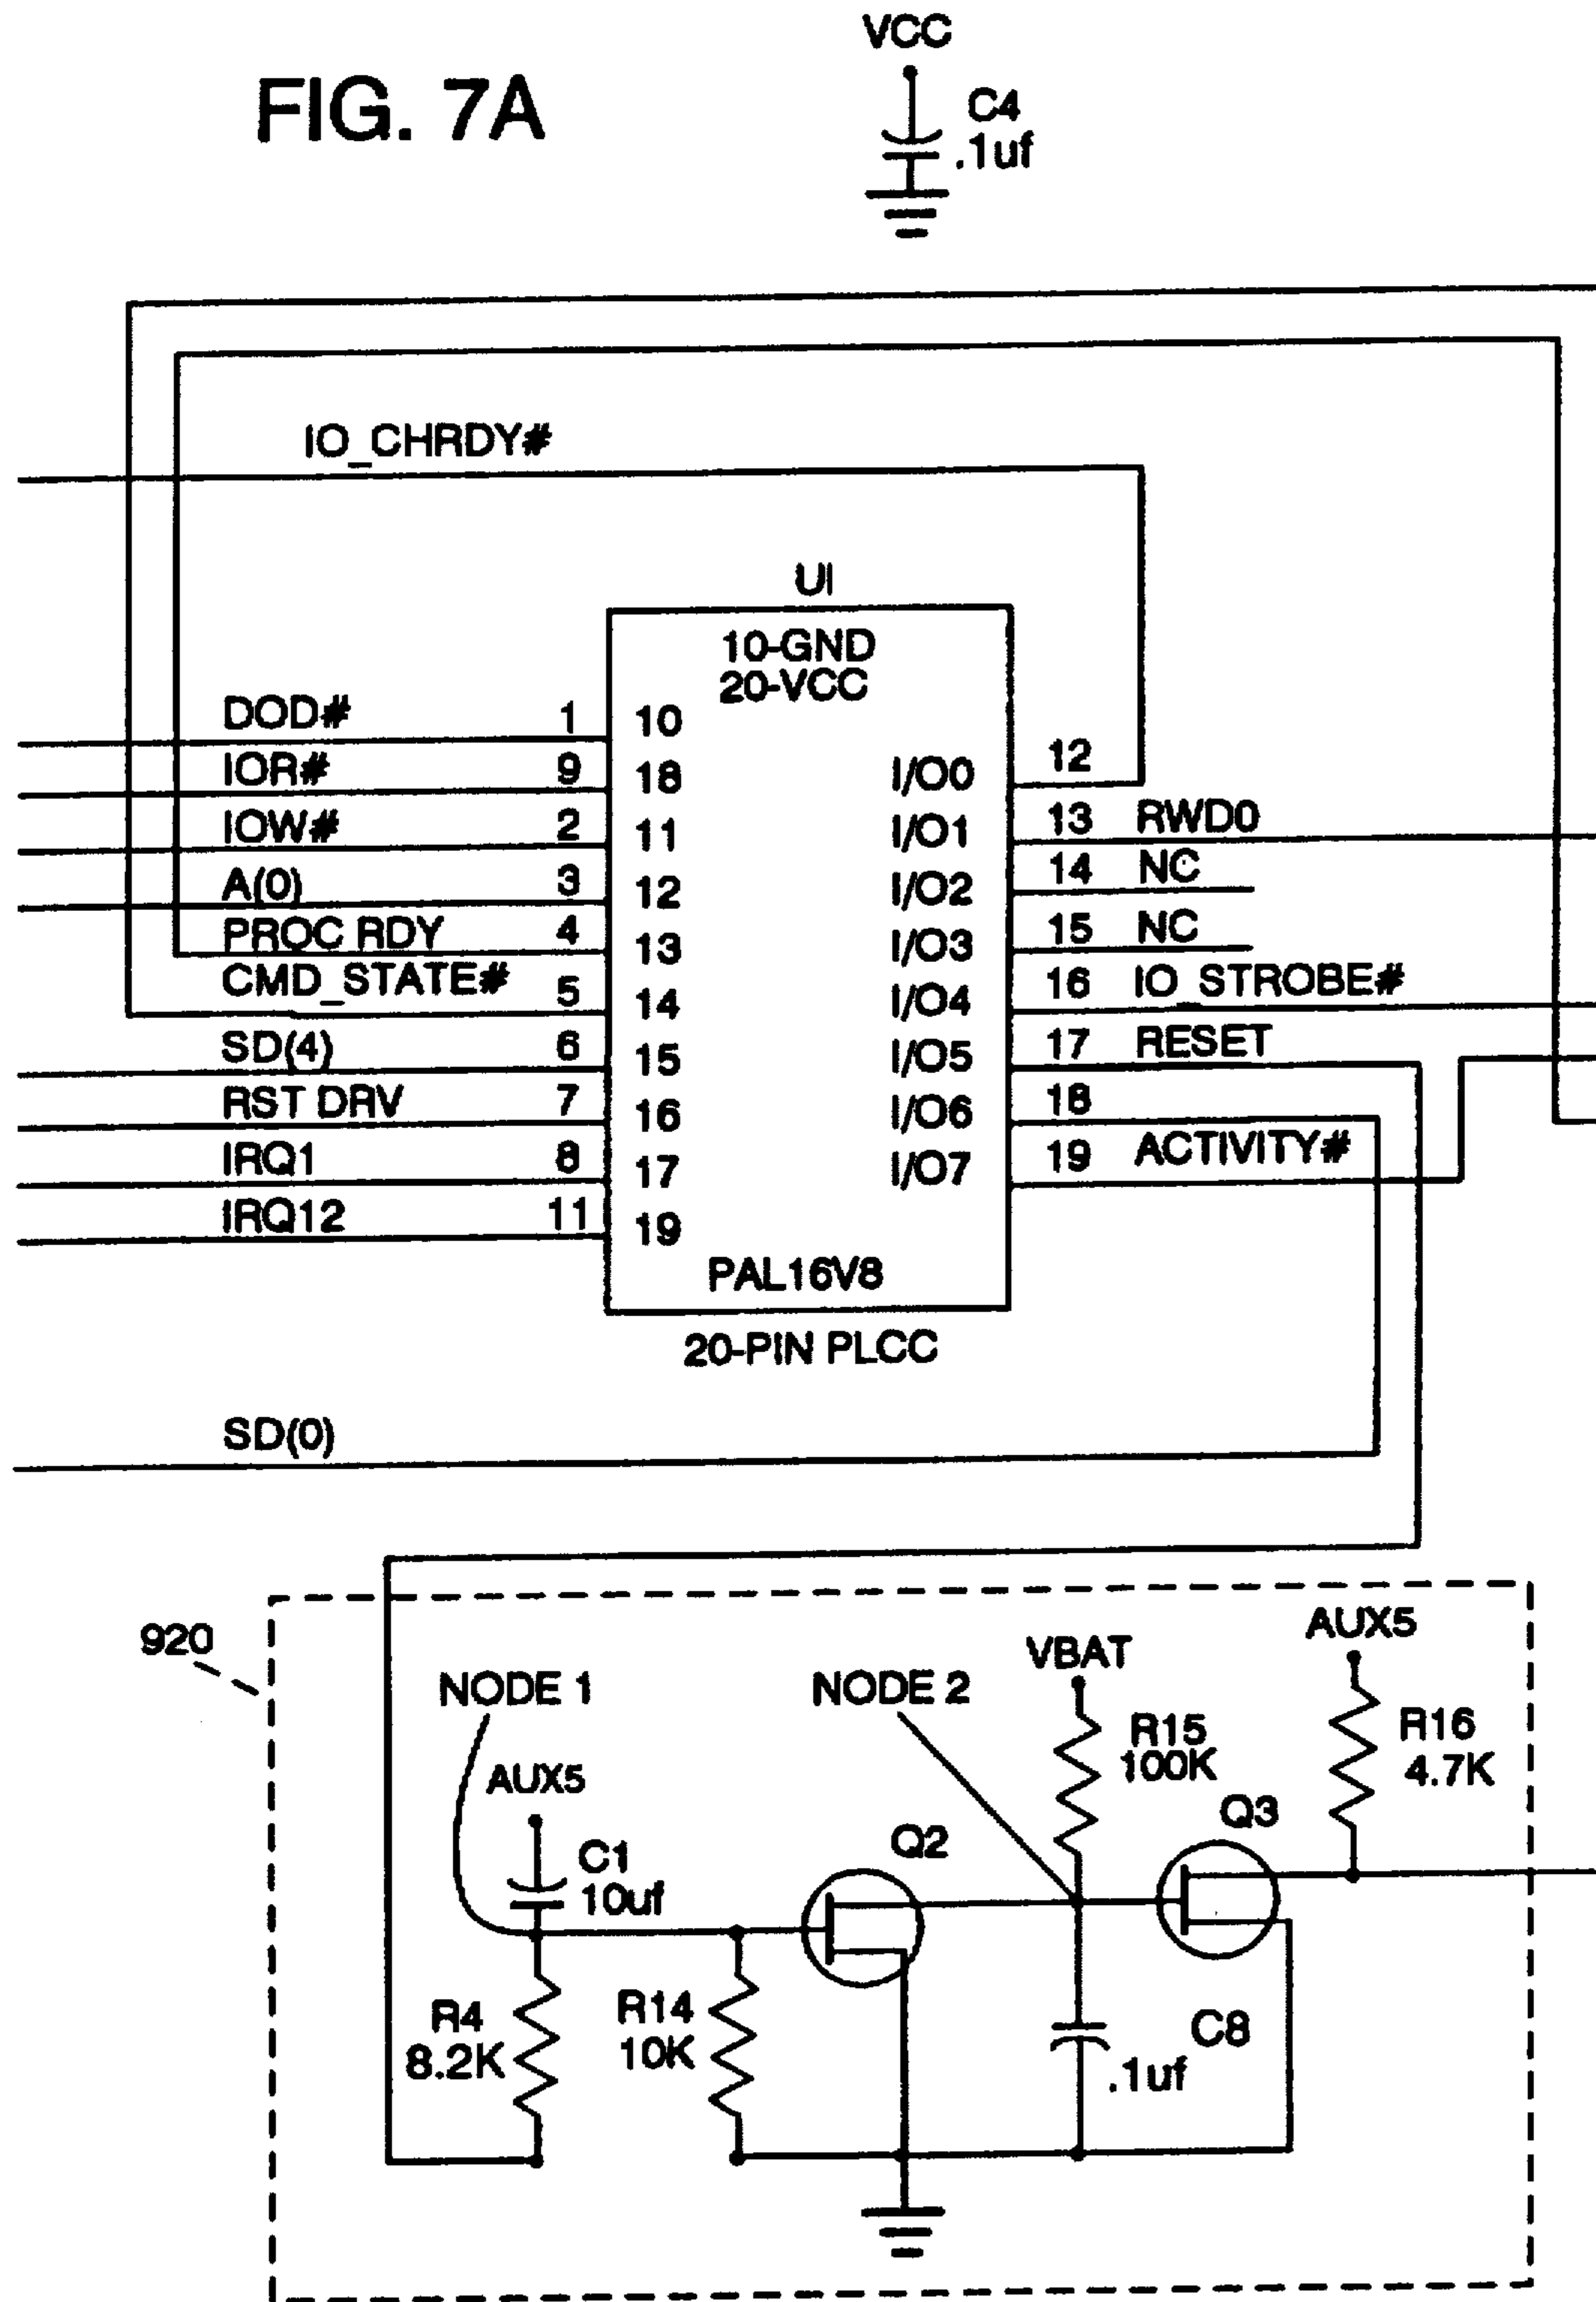 VCC
FIG. 7A
C4
.1uf
IO_CHRDY#
UI
10-GND
20-VCC
DOD# 1 10
IOR# 9 18
IOW# 2 11
A(0) 3 12
PROC RDY 4 13
CMD_STATE# 5 14
SD(4) 6 15
RST DRV 7 16
IRQ1 8 17
IRQ12 11 19
I/O0 12
I/O1 13 RWD0
I/O2 14 NC
I/O3 15 NC
I/O4 16 IO_STROBE#
I/O5 17 RESET
I/O6 18
I/O7 19 ACTIVITY#
PAL16V8
20-PIN PLCC
SD(0)
920
NODE 1
NODE 2
VBAT
AUX5
R15
100K
R16
4.7K
AUX5
C1
10uf
Q2
Q3
R4
8.2K
R14
10K
C8
.1uf